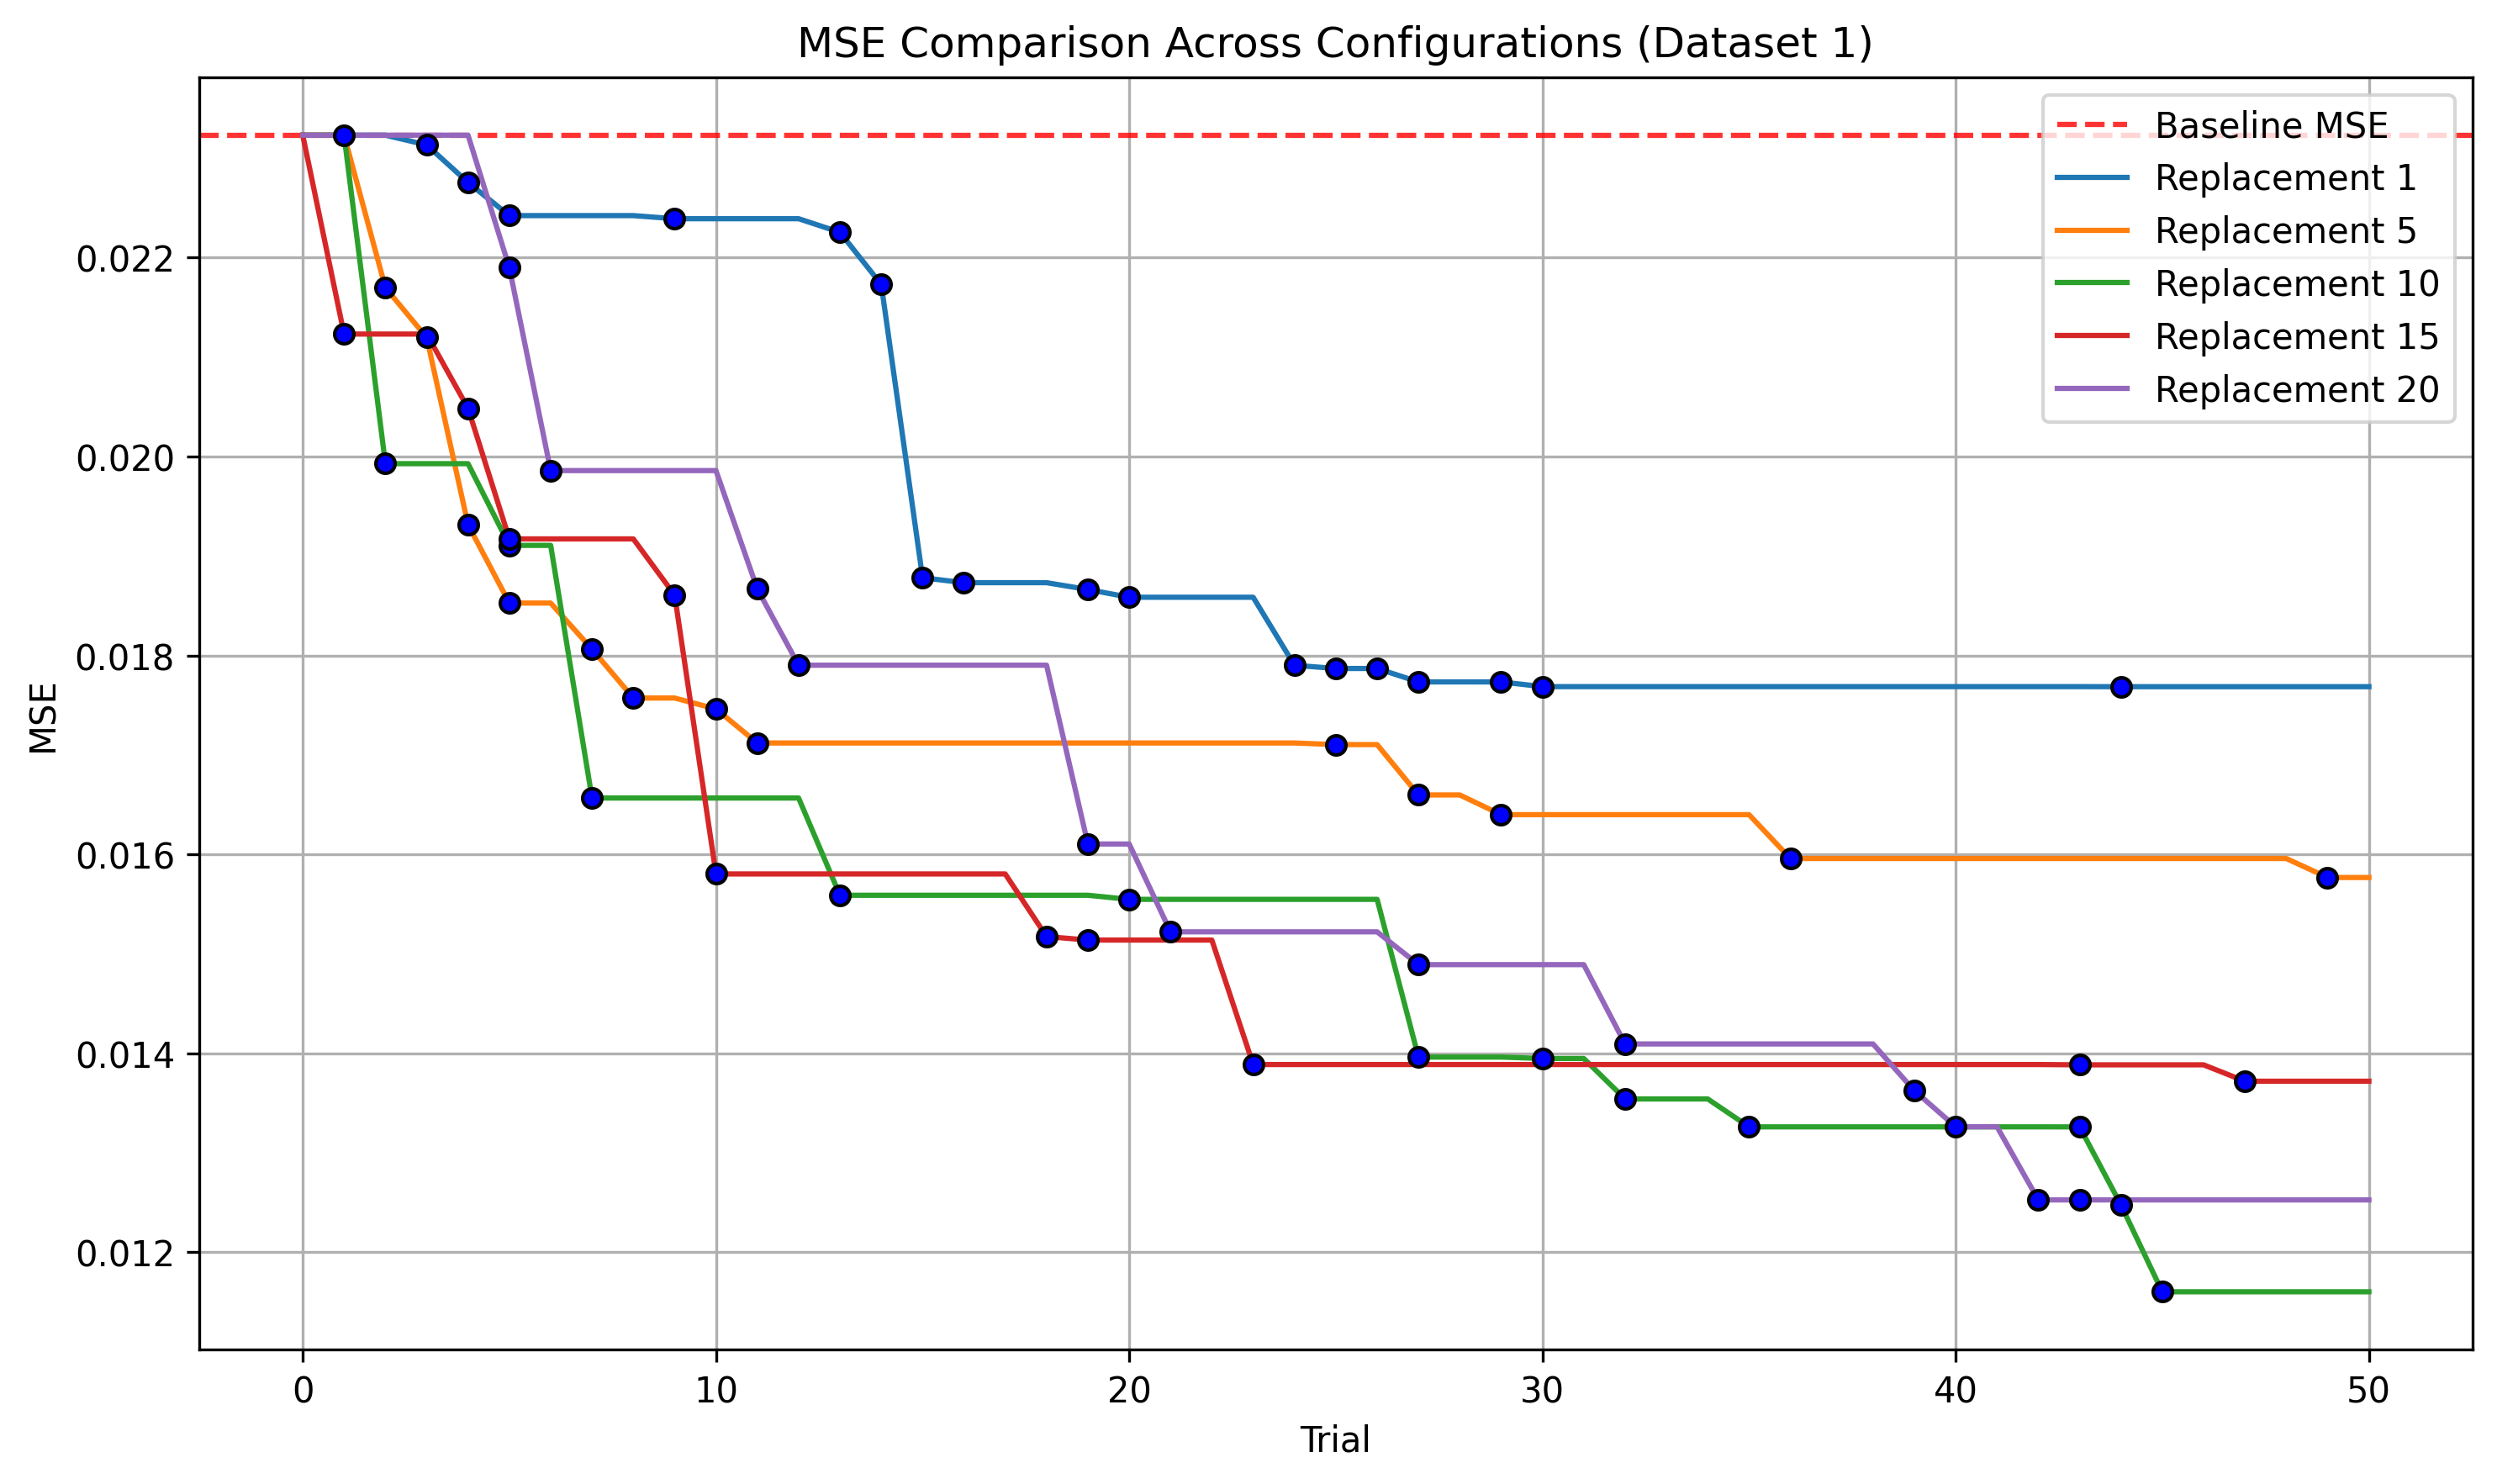 MSE Comparison Across Configurations (Dataset 1)
Baseline MSE
Replacement 1
Replacement 5
Replacement 10
Replacement 15
Replacement 20
0.022
0.020
0.018
0.016
0.014
0.012
MSE
0 10 20 30 40 50
Trial